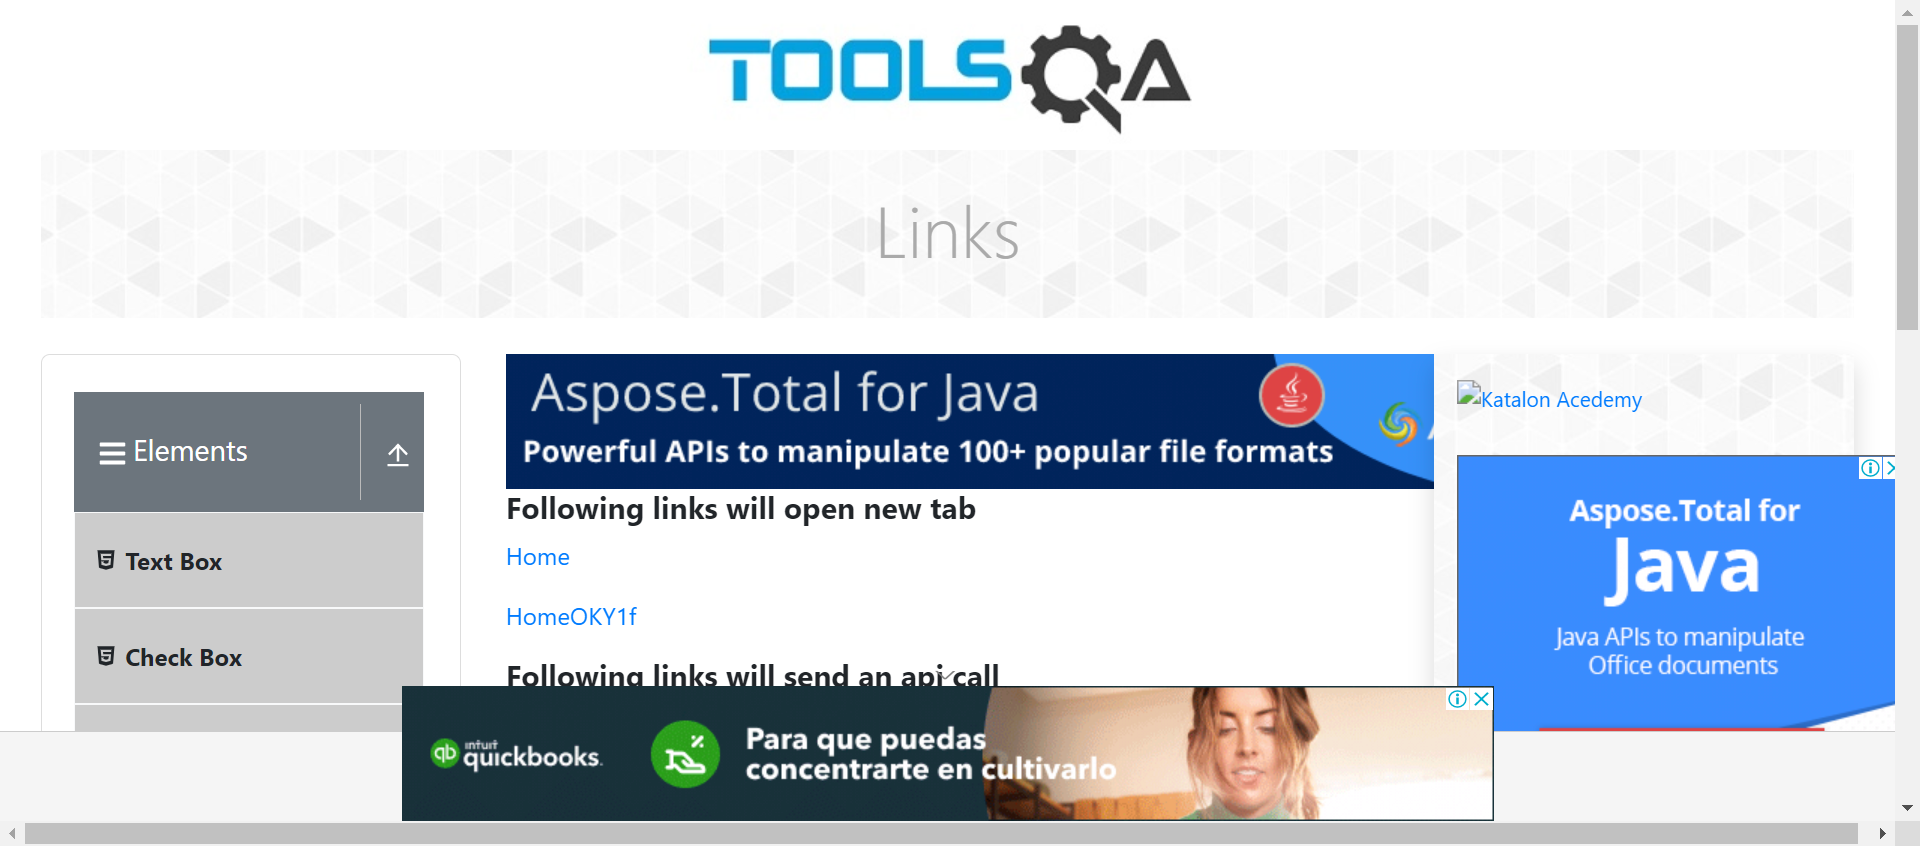 TOOLSQA
Links
Elements
Text Box
Check Box
Aspose.Total for Java
Powerful APIs to manipulate 100+ popular file formats
Following links will open new tab
Home
HomeOKY1f
Following links will send an api call
Katalon Acedemy
Aspose.Total for
Java
Java APIs to manipulate
Office documents
intuit
qb quickbooks.
Para que puedas
concentrarte en cultivarlo